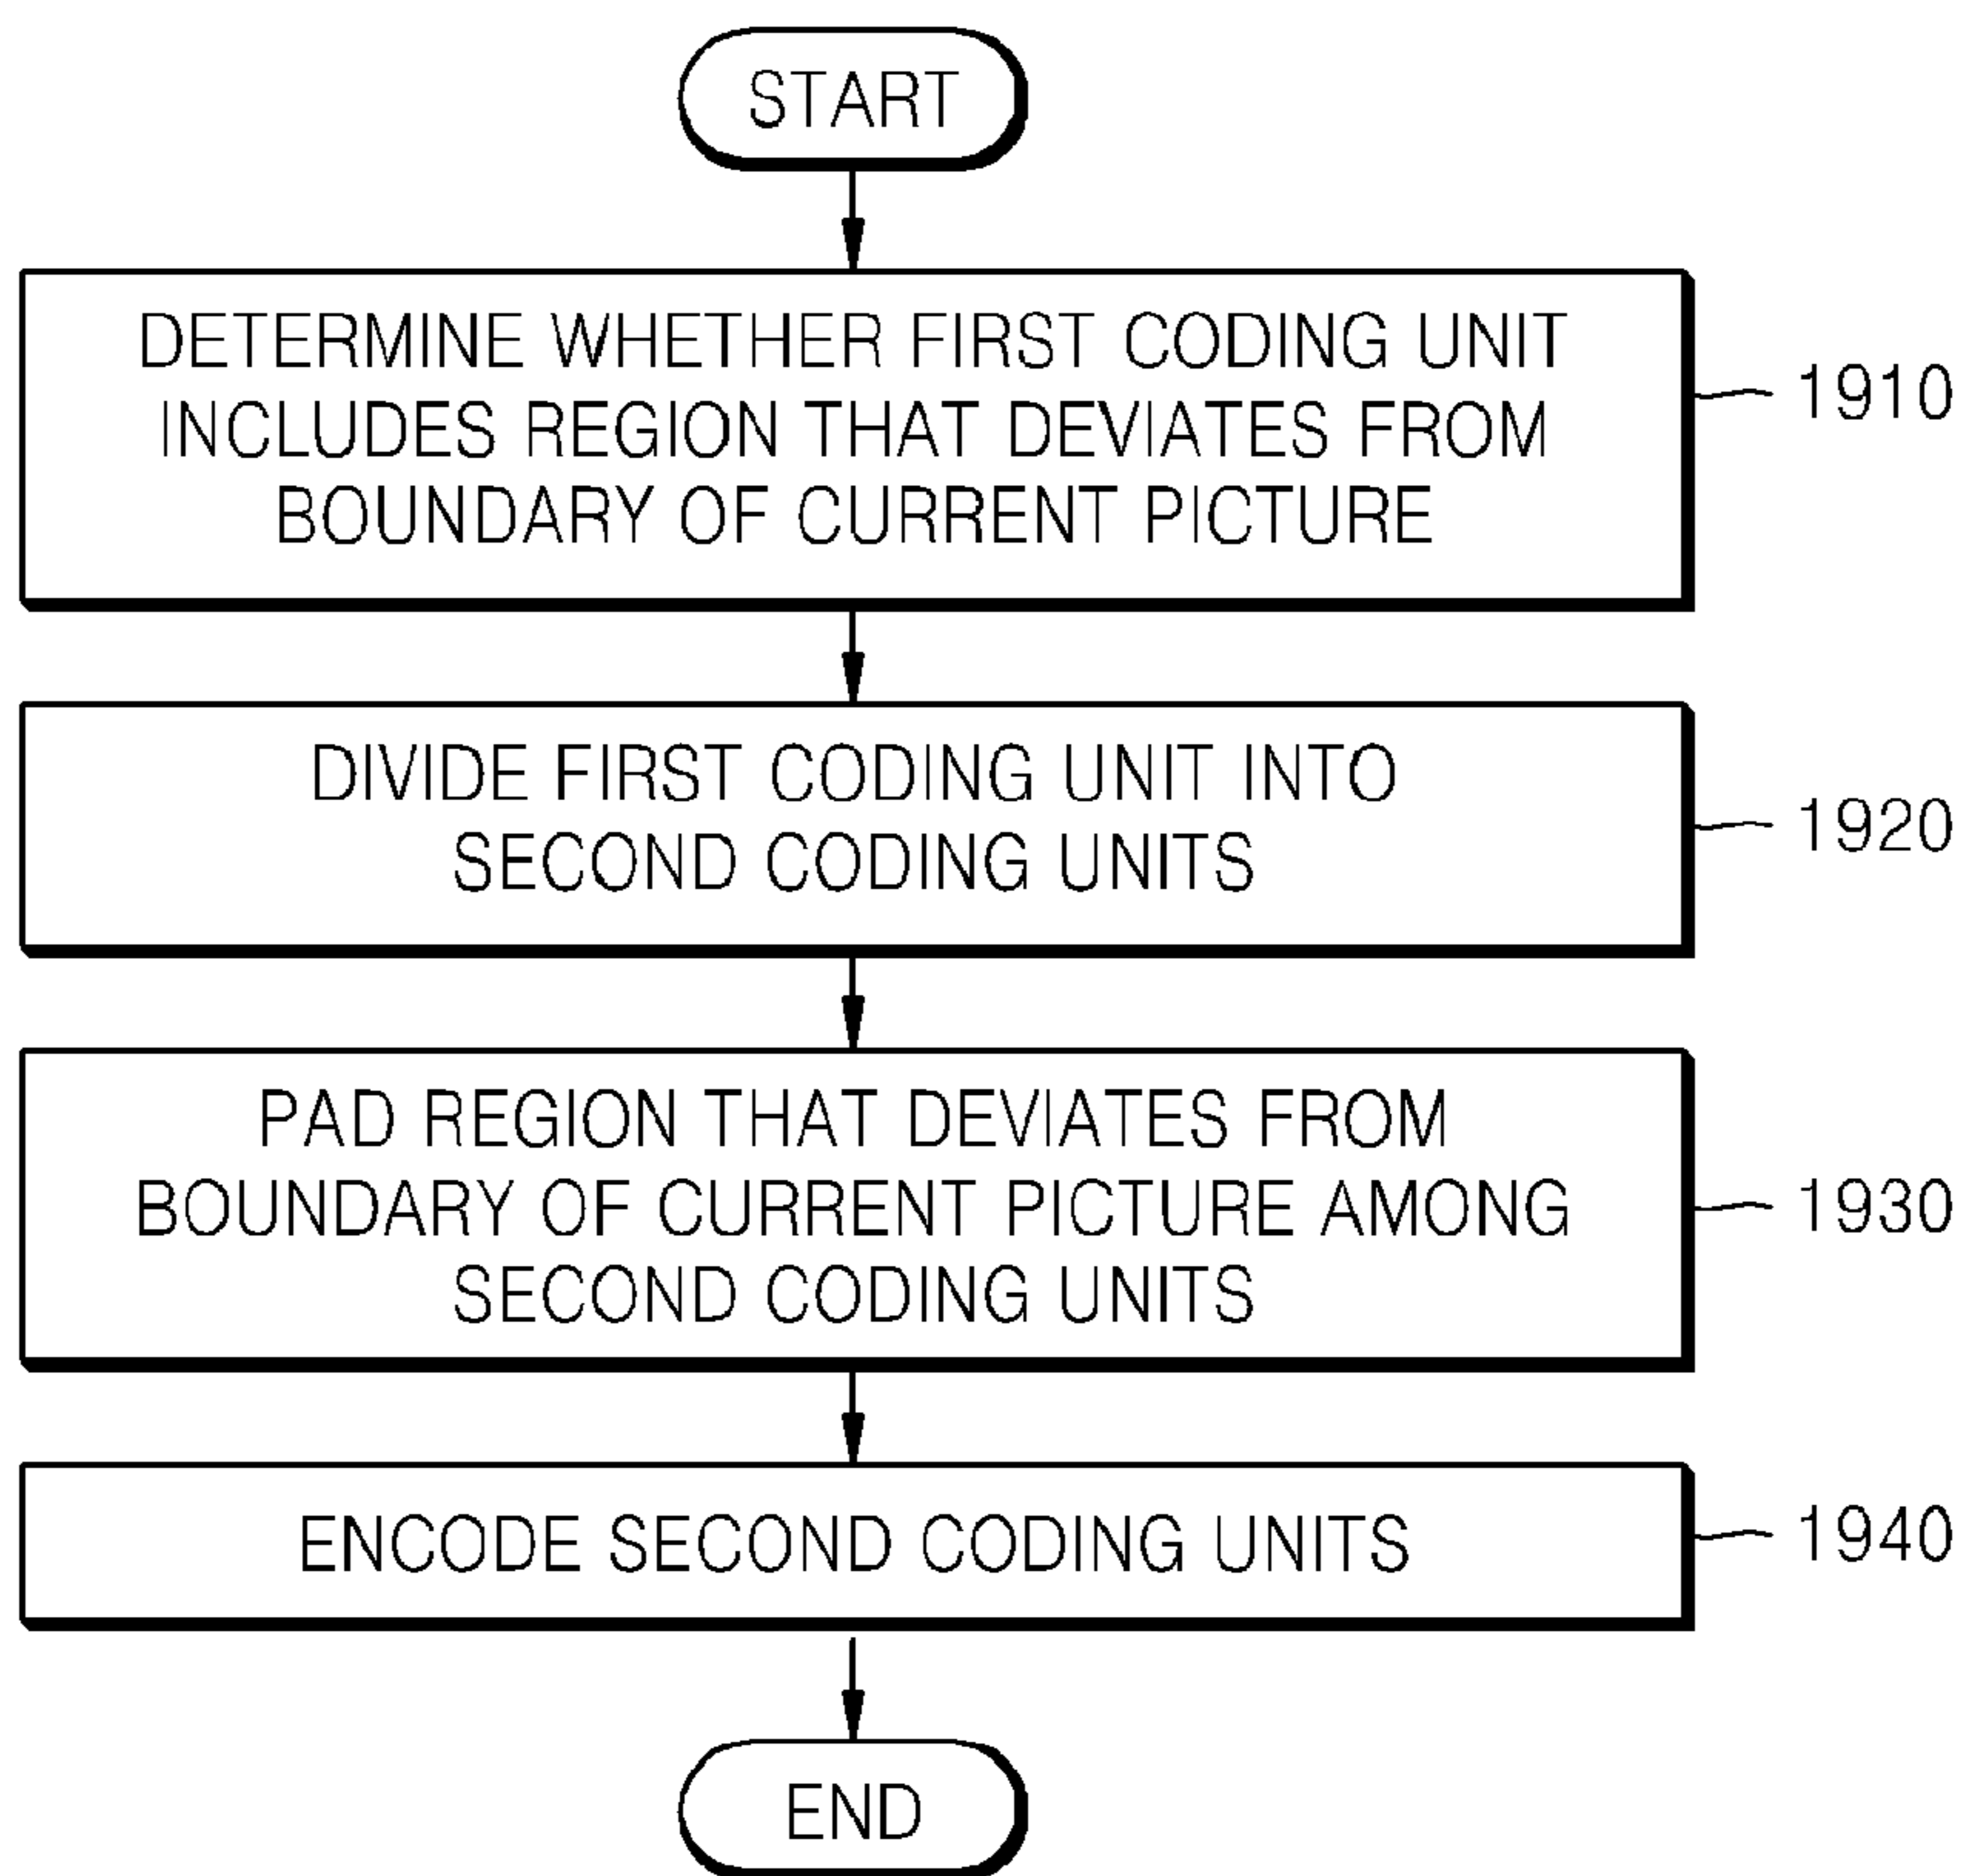 START
DETERMINE WHETHER FIRST CODING UNIT
INCLUDES REGION THAT DEVIATES FROM
BOUNDARY OF CURRENT PICTURE
1910
DIVIDE FIRST CODING UNIT INTO
SECOND CODING UNITS
1920
PAD REGION THAT DEVIATES FROM
BOUNDARY OF CURRENT PICTURE AMONG
SECOND CODING UNITS
1930
ENCODE SECOND CODING UNITS
1940
END